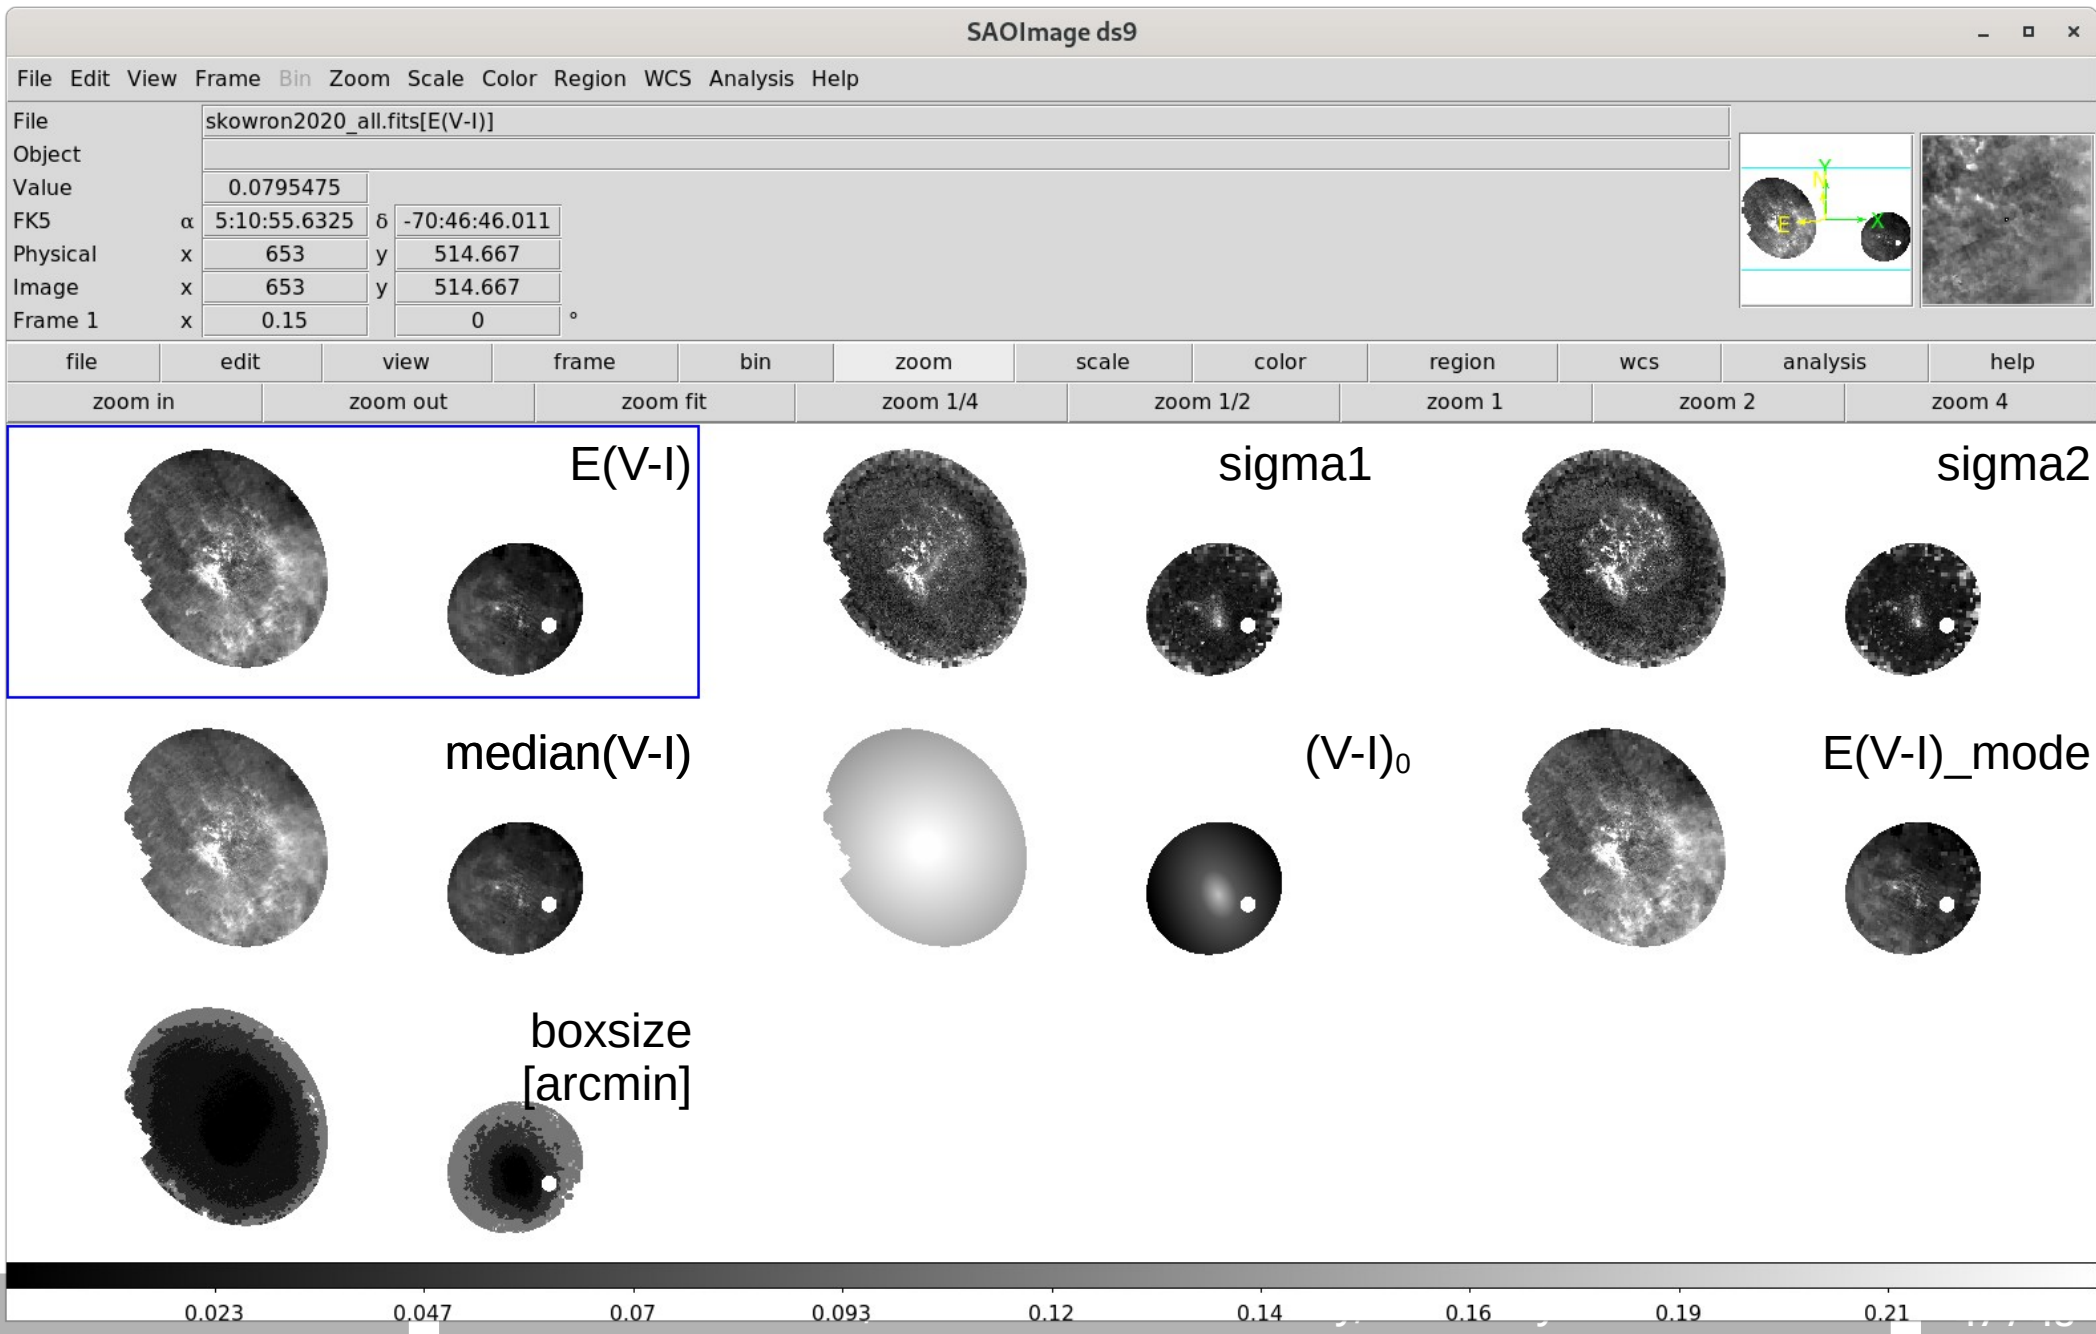 SAOImage ds9
File Edit View Frame Bin Zoom Scale Color Region WCS Analysis Help
File skowron2020_all.fits[E(V-I)]
Object
Value 0.0795475
FK5 α 5:10:55.6325 δ -70:46:46.011
Physical x 653 y 514.667
Image x 653 y 514.667
Frame 1 x 0.15 0 °
Y
N
E X
file edit view frame bin zoom scale color region wcs analysis help
zoom in zoom out zoom fit zoom 1/4 zoom 1/2 zoom 1 zoom 2 zoom 4
E(V-I) sigma1 sigma2
median(V-I) (V-I)₀ E(V-I)_mode
boxsize
[arcmin]
0.023 0.047 0.07 0.093 0.12 0.14 0.16 0.19 0.21